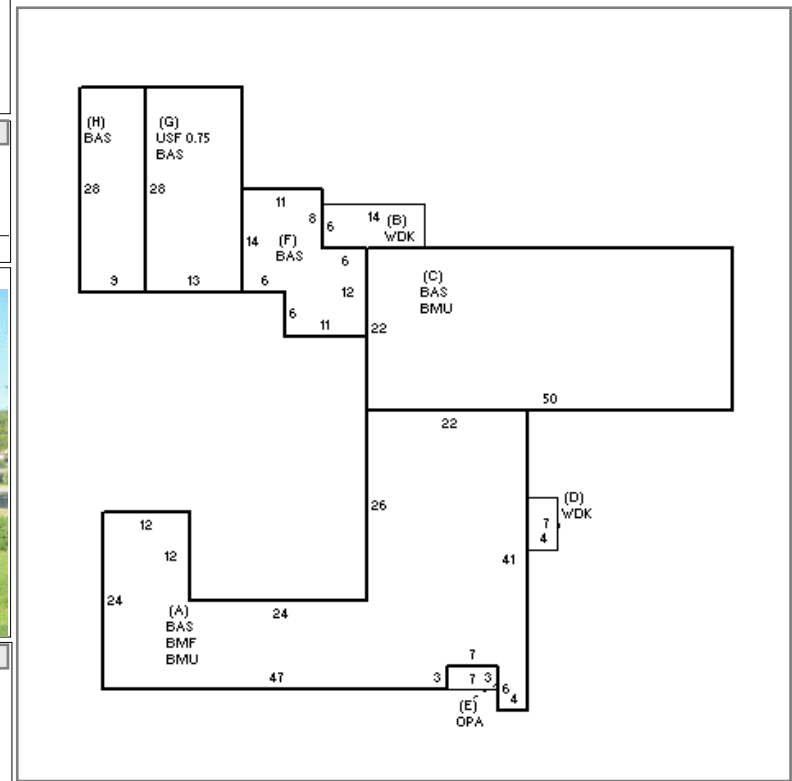 (H)
BAS
28
9
(G)
USF 0.75
BAS
28
13
11
8
14
(F)
BAS
6
6
12
6
11
6
14
(B)
WDK
(C)
BAS
BMU
22
50
22
26
41
(D)
WDK
7
4
12
12
24
(A)
BAS
BMF
BMU
24
47
7
3
7
3
6
4
(E)
OPA